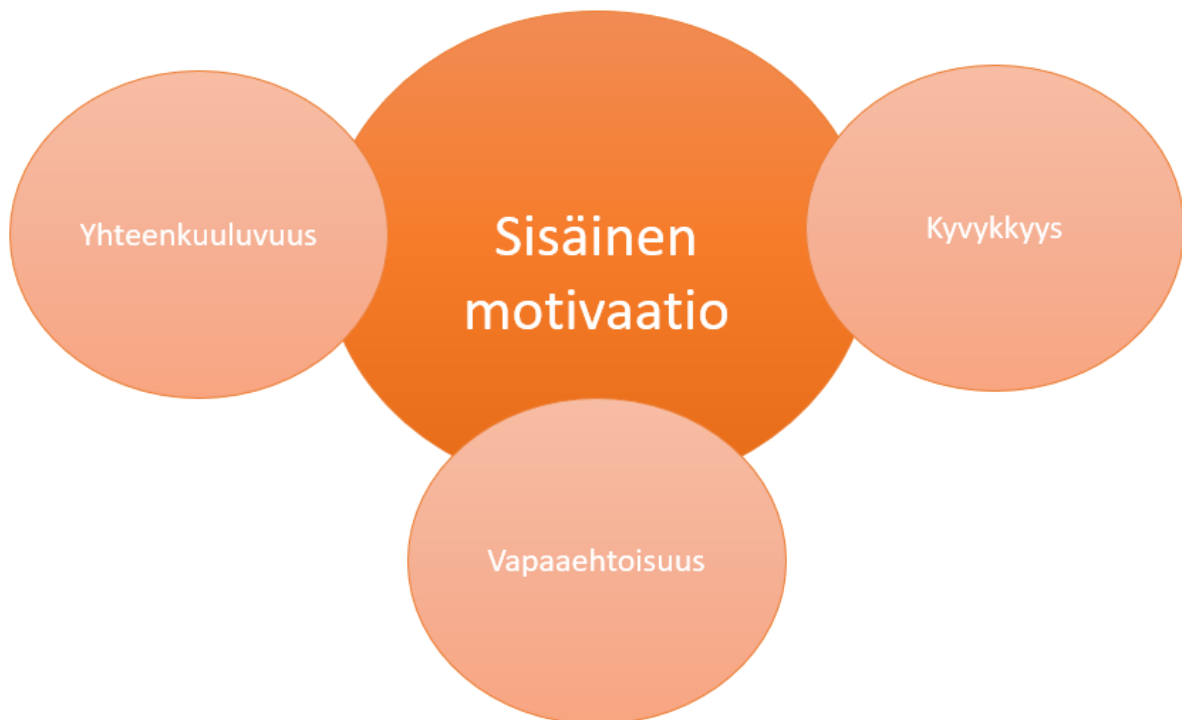 Yhteenkuuluvuus
Sisäinen
motivaatio
Kyvykkyys
Vapaaehtoisuus